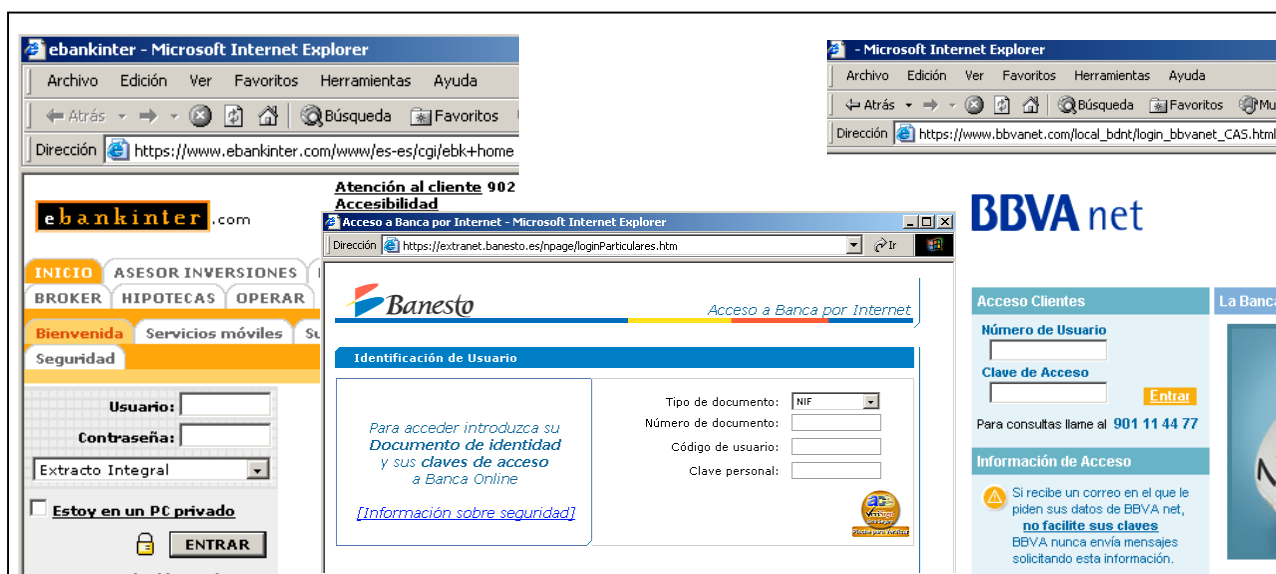 ebankinter - Microsoft Internet Explorer
Archivo Edición Ver Favoritos Herramientas Ayuda
Atrás Búsqueda Favoritos
Dirección https://www.ebankinter.com/www/es-es/cgi/ebk+home
ebankinter.com
Atención al cliente 902
Accesibilidad
INICIO ASESOR INVERSIONES
BROKER HIPOTECAS OPERAR
Bienvenida Servicios móviles Su
Seguridad
Usuario:
Contraseña:
Extracto Integral
Estoy en un PC privado
ENTRAR
Acceso a Banca por Internet - Microsoft Internet Explorer
Dirección https://extranet.banesto.es/npage/loginParticulares.htm Ir
Banesto
Acceso a Banca por Internet
Identificación de Usuario
Para acceder introduzca su
Documento de identidad
y sus claves de acceso
a Banca Online
[Información sobre seguridad]
Tipo de documento: NIF
Número de documento:
Código de usuario:
Clave personal:
- Microsoft Internet Explorer
Archivo Edición Ver Favoritos Herramientas Ayuda
Atrás Búsqueda Favoritos Mu
Dirección https://www.bbvanet.com/local_bdnt/login_bbvanet_CAS.html
BBVA net
Acceso Clientes
La Banca
Número de Usuario
Clave de Acceso
Entrar
Para consultas llame al 901 11 44 77
Información de Acceso
Si recibe un correo en el que le
piden sus datos de BBVA net,
no facilite sus claves
BBVA nunca envía mensajes
solicitando esta información.